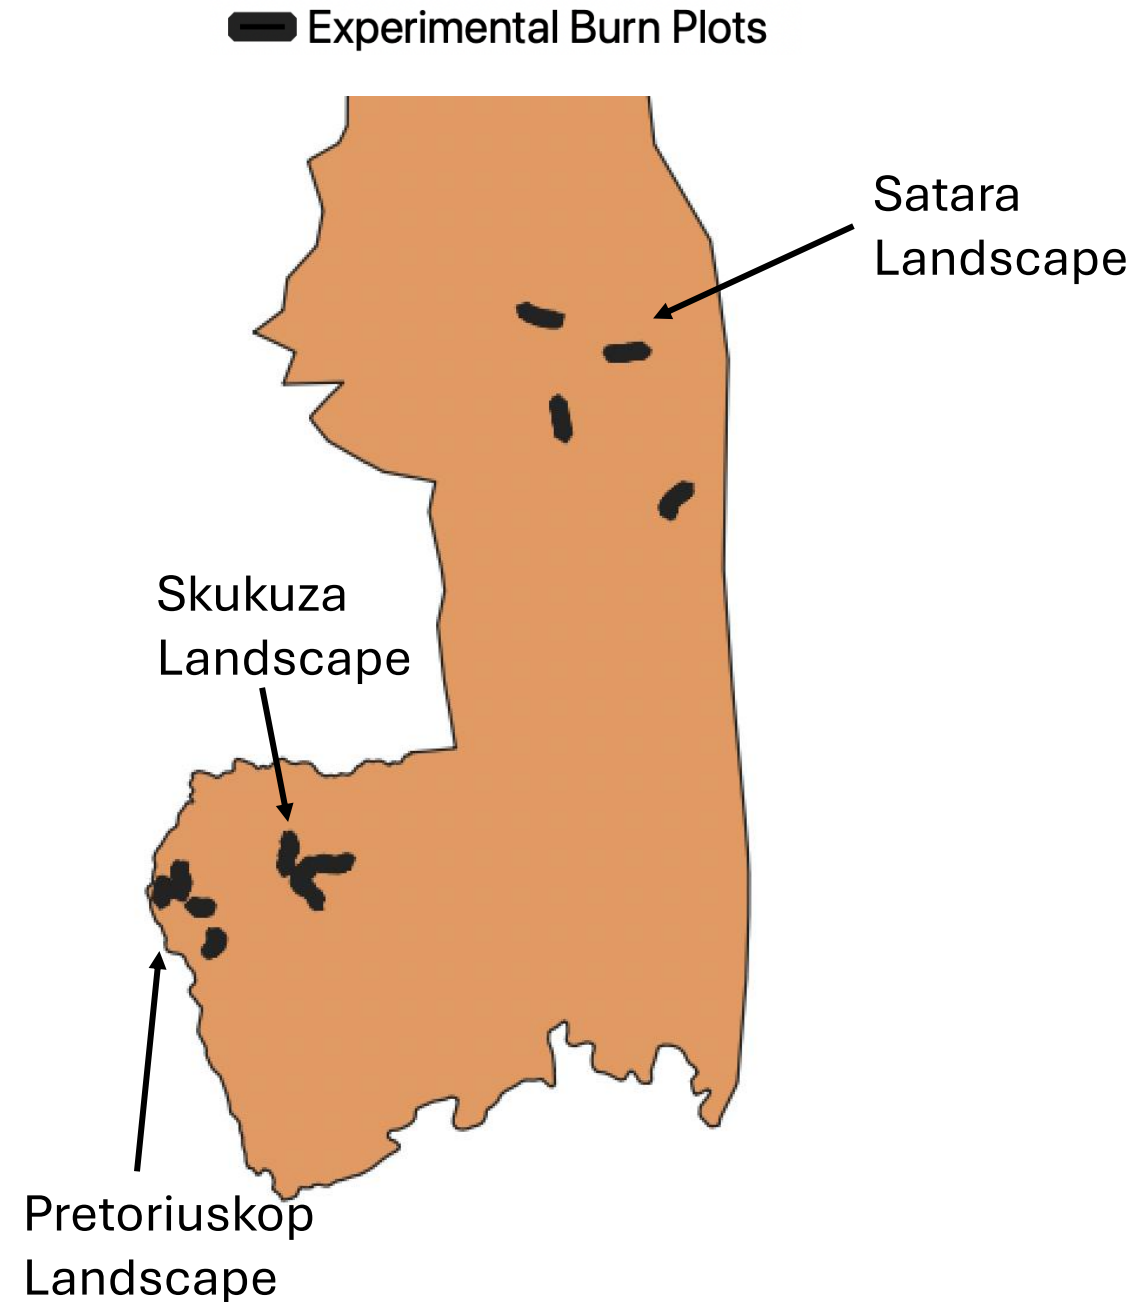 Experimental Burn Plots
Satara
Landscape
Skukuza
Landscape
Pretoriuskop
Landscape